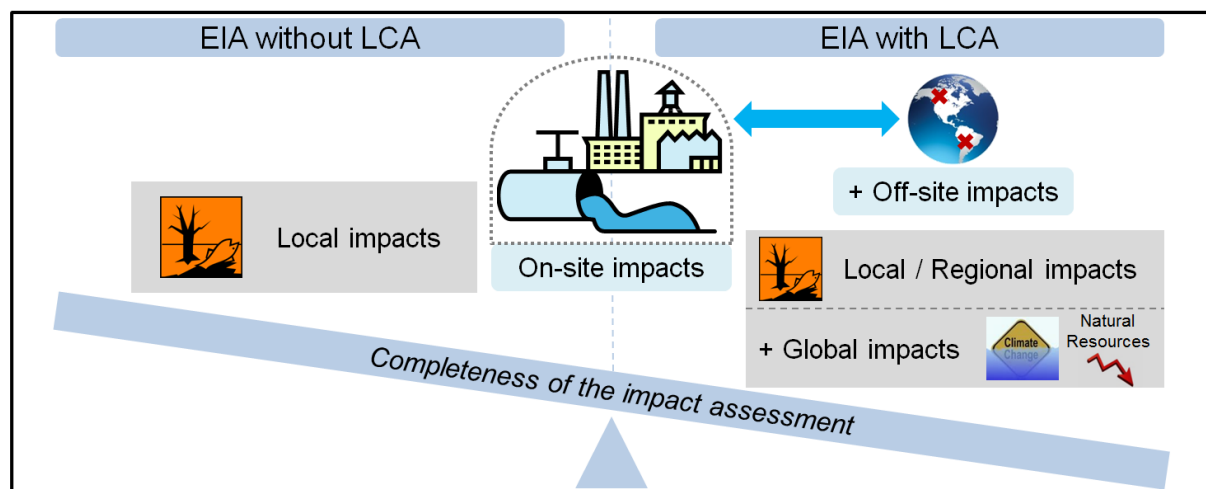 EIA without LCA
EIA with LCA
+ Off-site impacts
Local impacts
On-site impacts
Local / Regional impacts
+ Global impacts
Climate
Change
Natural
Resources
Completeness of the impact assessment